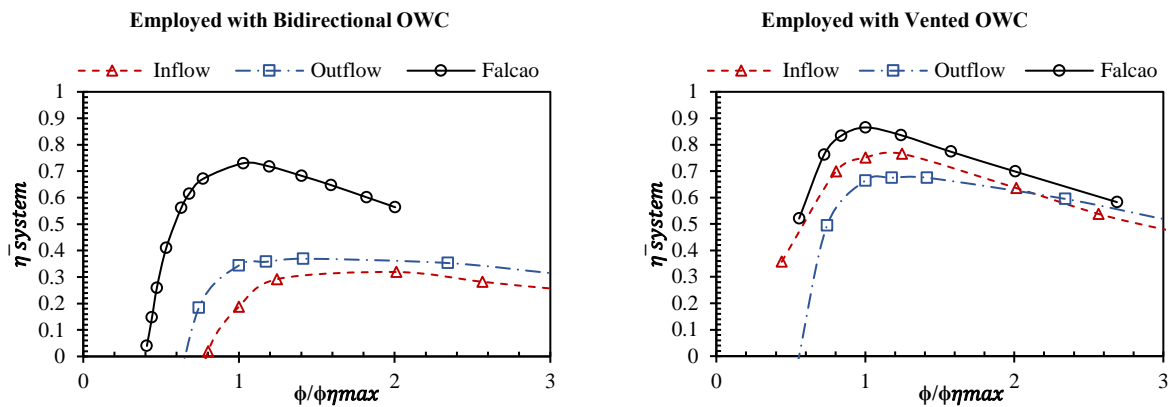 Employed with Bidirectional OWC
Inflow Outflow Falcao
1
0.9
0.8
0.7
0.6
0.5
0.4
0.3
0.2
0.1
0
η̄ system
0 1 2 3
ϕ/ϕηmax
Employed with Vented OWC
Inflow Outflow Falcao
1
0.9
0.8
0.7
0.6
0.5
0.4
0.3
0.2
0.1
0
η̄ system
0 1 2 3
ϕ/ϕηmax